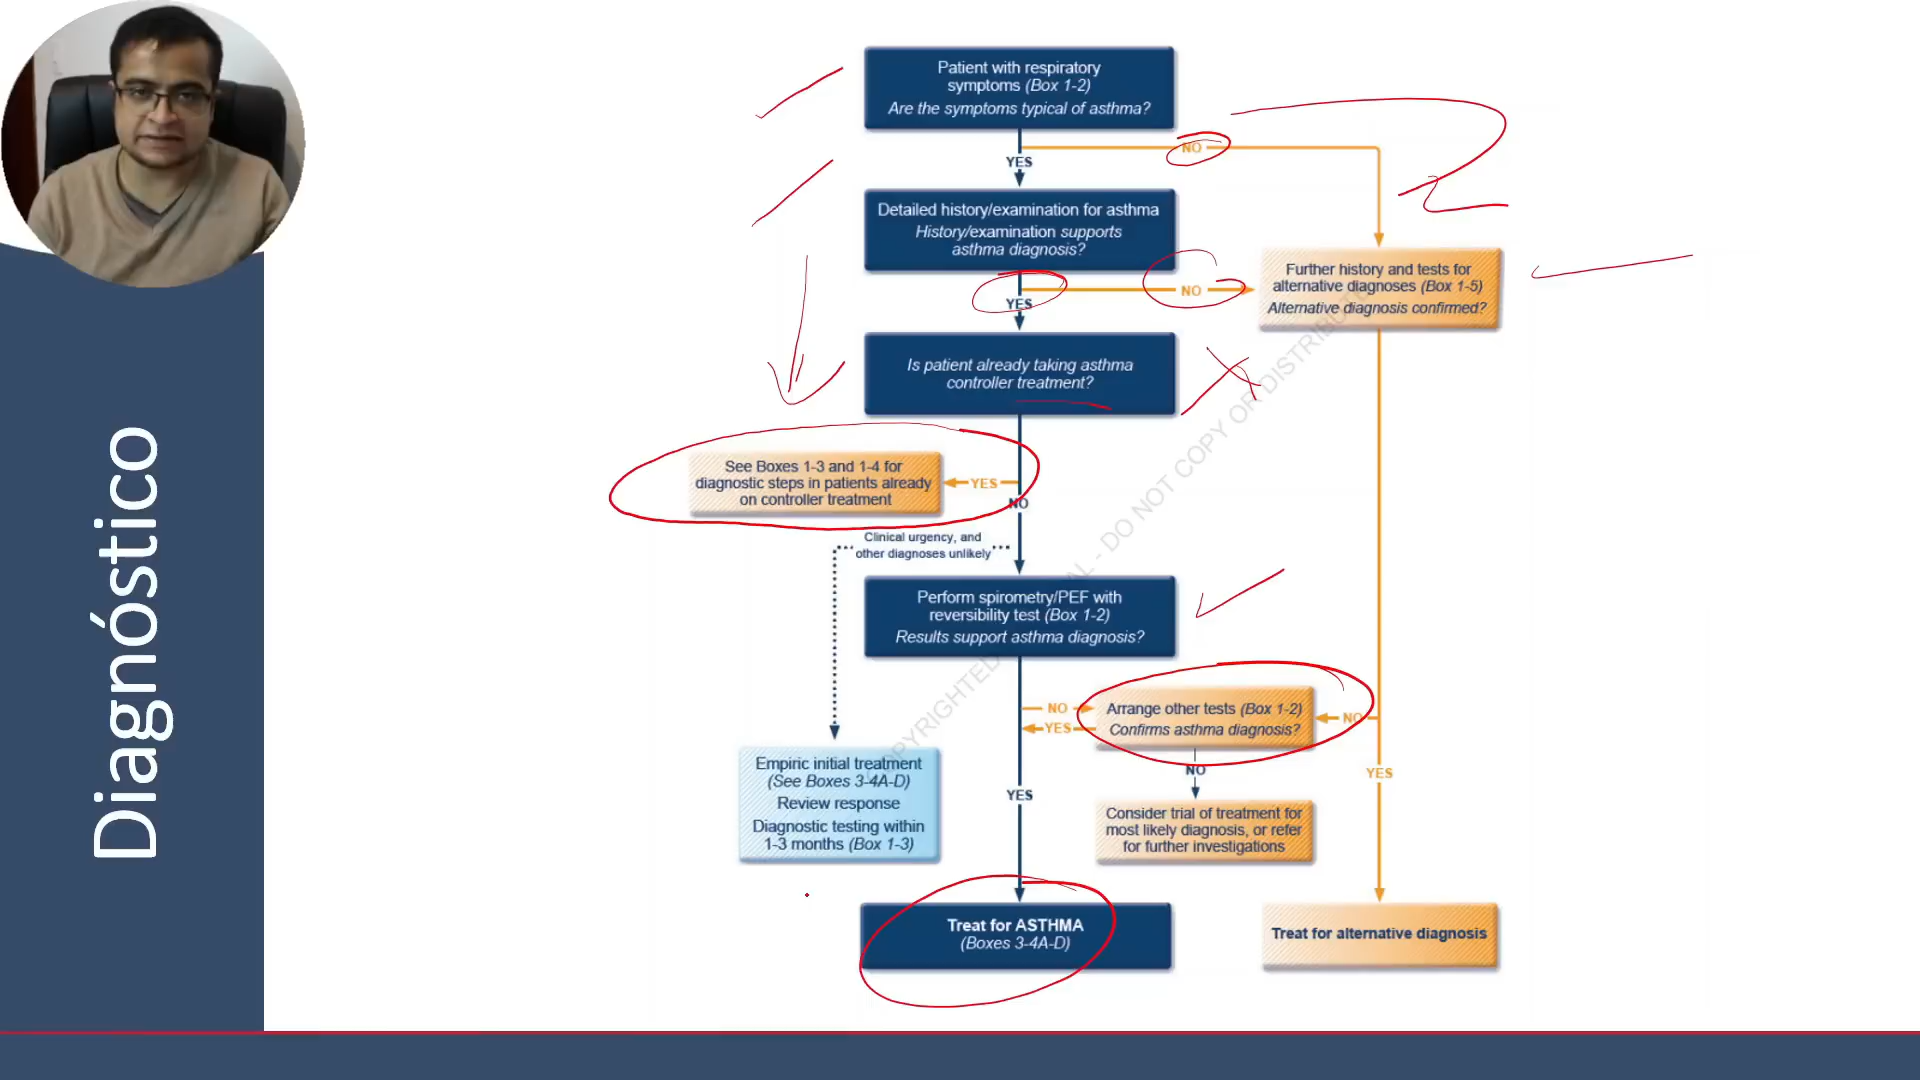 Diagnóstico
Patient with respiratory
symptoms (Box 1-2)
Are the symptoms typical of asthma?
NO
YES
Detailed history/examination for asthma
History/examination supports
asthma diagnosis?
NO
YES
Further history and tests for
alternative diagnoses (Box 1-5)
Alternative diagnosis confirmed?
Is patient already taking asthma
controller treatment?
See Boxes 1-3 and 1-4 for
diagnostic steps in patients already
on controller treatment
YES
NO
Clinical urgency, and
other diagnoses unlikely
Perform spirometry/PEF with
reversibility test (Box 1-2)
Results support asthma diagnosis?
NO
YES
Arrange other tests (Box 1-2)
Confirms asthma diagnosis?
NO
NO
YES
YES
Empiric initial treatment
(See Boxes 3-4A-D)
Review response
Diagnostic testing within
1-3 months (Box 1-3)
Consider trial of treatment for
most likely diagnosis, or refer
for further investigations
Treat for ASTHMA
(Boxes 3-4A-D)
Treat for alternative diagnosis
COPYRIGHTED - DO NOT COPY OR DISTRIBUTE